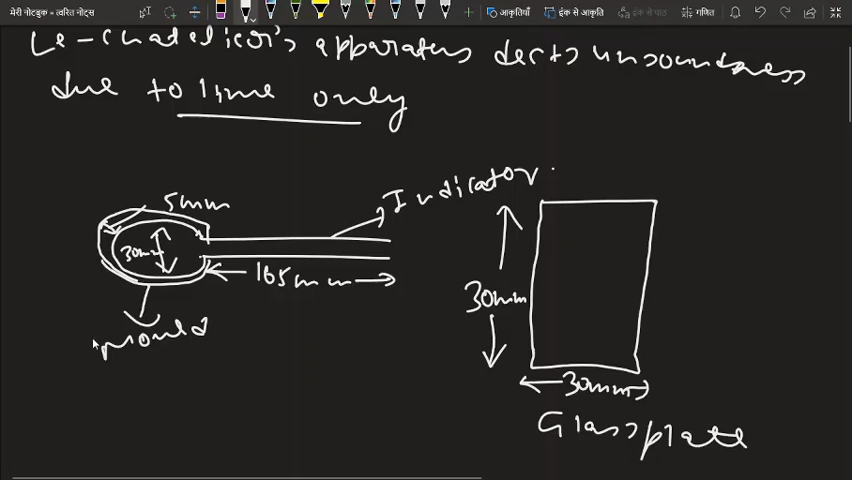 मेरी नोटबुक • त्वरित नोट्स
आकृतियाँ
इंक से आकृति
इंक से पाठ
गणित
Le-chatelier's apparatus dects unsoundness
due to lime only
5mm
Indicator
30mm
165mm
mould
30mm
30mm
Glass plate